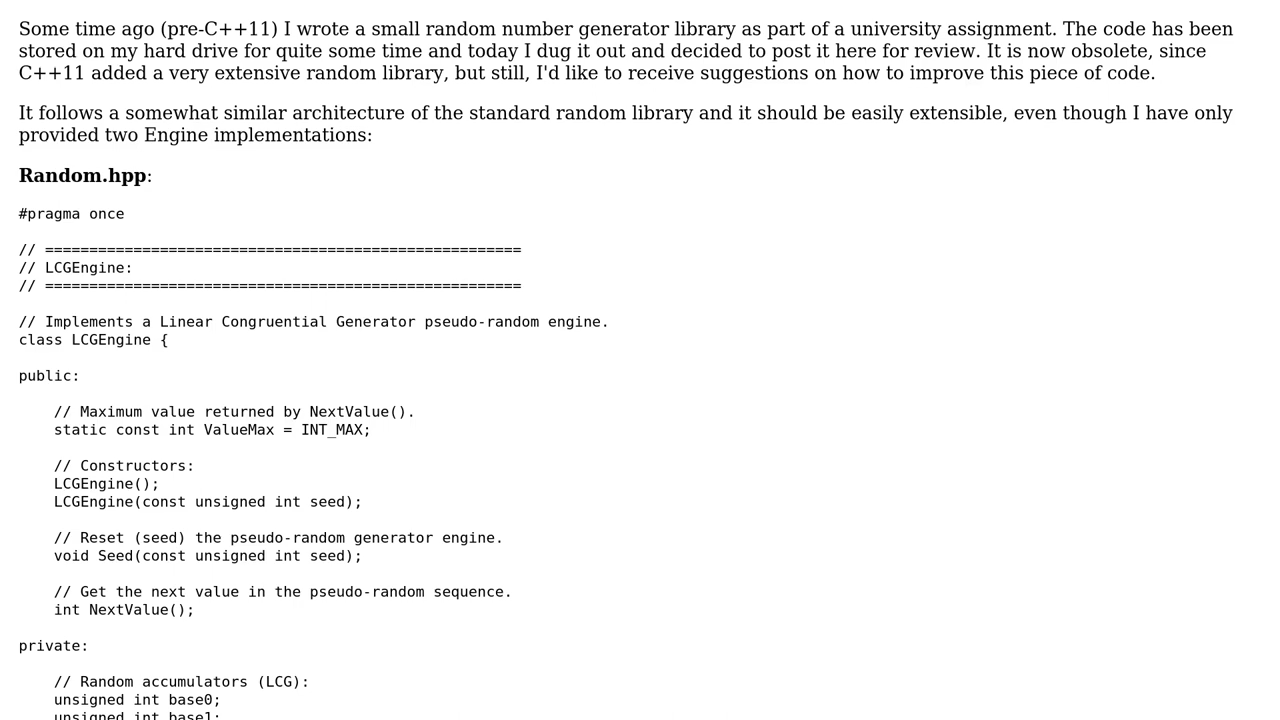 Some time ago (pre-C++11) I wrote a small random number generator library as part of a university assignment. The code has been
stored on my hard drive for quite some time and today I dug it out and decided to post it here for review. It is now obsolete, since
C++11 added a very extensive random library, but still, I'd like to receive suggestions on how to improve this piece of code.
It follows a somewhat similar architecture of the standard random library and it should be easily extensible, even though I have only
provided two Engine implementations:
Random.hpp:
#pragma once
// ======================================================
// LCGEngine:
// ======================================================
// Implements a Linear Congruential Generator pseudo-random engine.
class LCGEngine {
public:
    // Maximum value returned by NextValue().
    static const int ValueMax = INT_MAX;
    // Constructors:
    LCGEngine();
    LCGEngine(const unsigned int seed);
    // Reset (seed) the pseudo-random generator engine.
    void Seed(const unsigned int seed);
    // Get the next value in the pseudo-random sequence.
    int NextValue();
private:
    // Random accumulators (LCG):
    unsigned int base0;
    unsigned int base1;